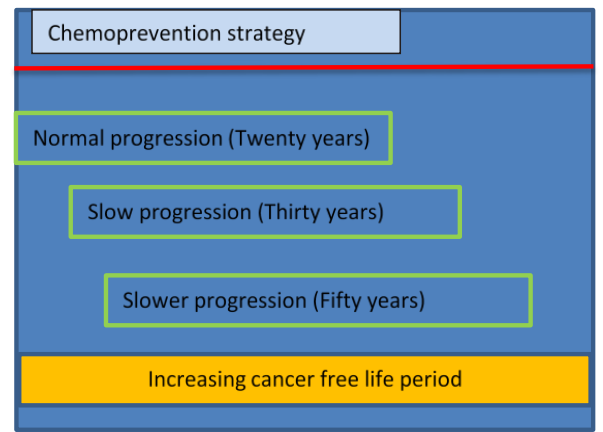 Chemoprevention strategy
Normal progression (Twenty years)
Slow progression (Thirty years)
Slower progression (Fifty years)
Increasing cancer free life period